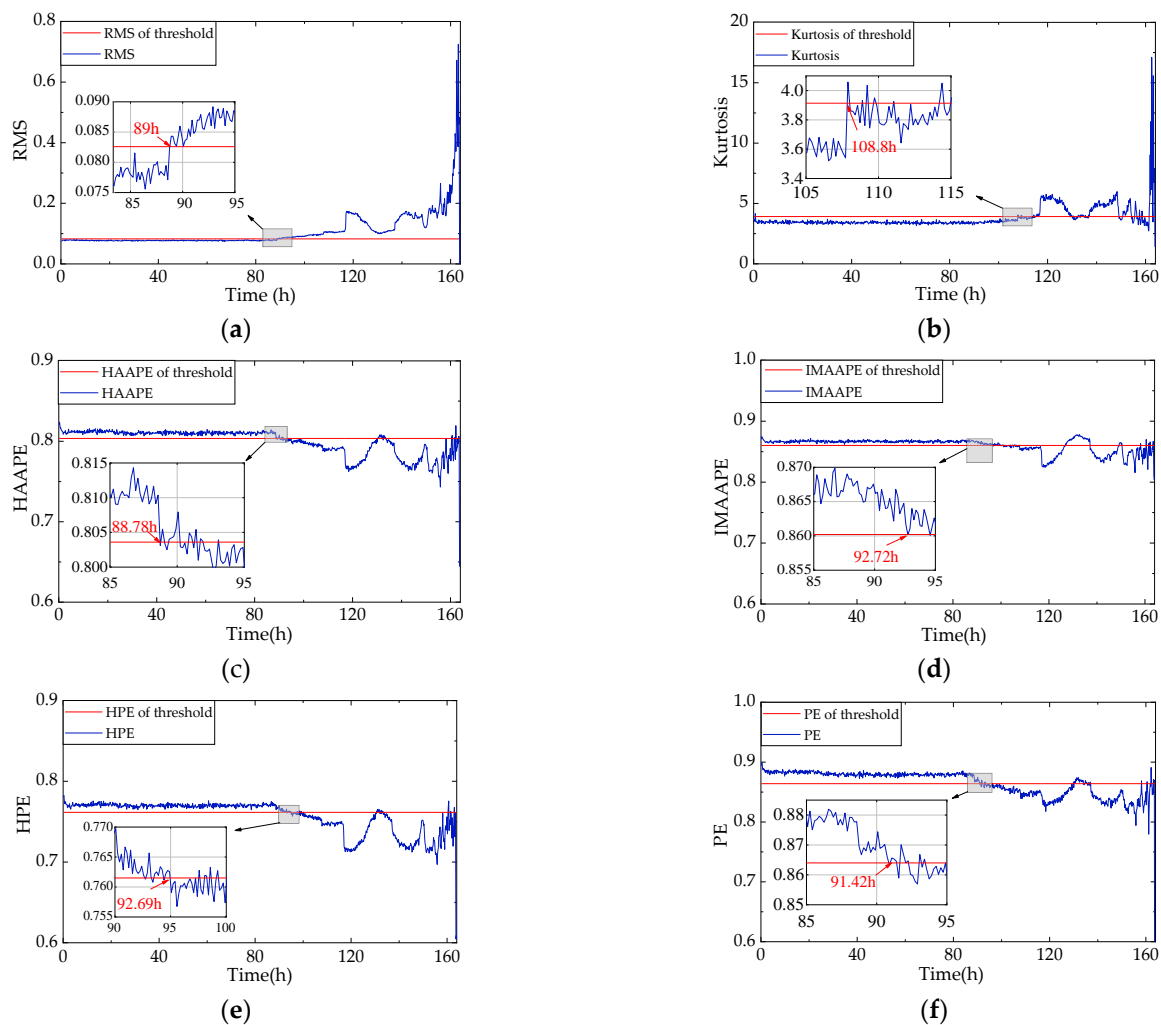 RMS of threshold
RMS
0.8
0.6
0.4
0.2
0.0
RMS
0.090
0.085
0.080
0.075
89h
85
90
95
0
40
80
120
160
Time (h)
(a)
Kurtosis of threshold
Kurtosis
20
15
10
5
0
Kurtosis
4.0
3.8
3.6
3.4
108.8h
105
110
115
0
40
80
120
160
Time (h)
(b)
HAAPE of threshold
HAAPE
0.9
0.8
0.7
0.6
HAAPE
0.815
0.810
0.805
0.800
88.78h
85
90
95
0
40
80
120
160
Time(h)
(c)
IMAAPE of threshold
IMAAPE
1.0
0.9
0.8
0.7
0.6
IMAAPE
0.870
0.865
0.860
0.855
92.72h
85
90
95
0
40
80
120
160
Time(h)
(d)
HPE of threshold
HPE
0.9
0.8
0.7
0.6
HPE
0.770
0.765
0.760
0.755
92.69h
90
95
100
0
40
80
120
160
Time(h)
(e)
PE of threshold
PE
1.0
0.9
0.8
0.7
0.6
PE
0.88
0.87
0.86
0.85
91.42h
85
90
95
0
40
80
120
160
Time(h)
(f)